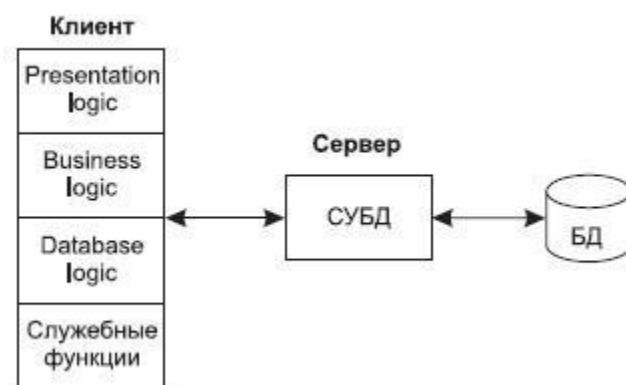 Клиент
Presentation
logic
Business
logic
Database
logic
Служебные
функции
Сервер
СУБД
БД